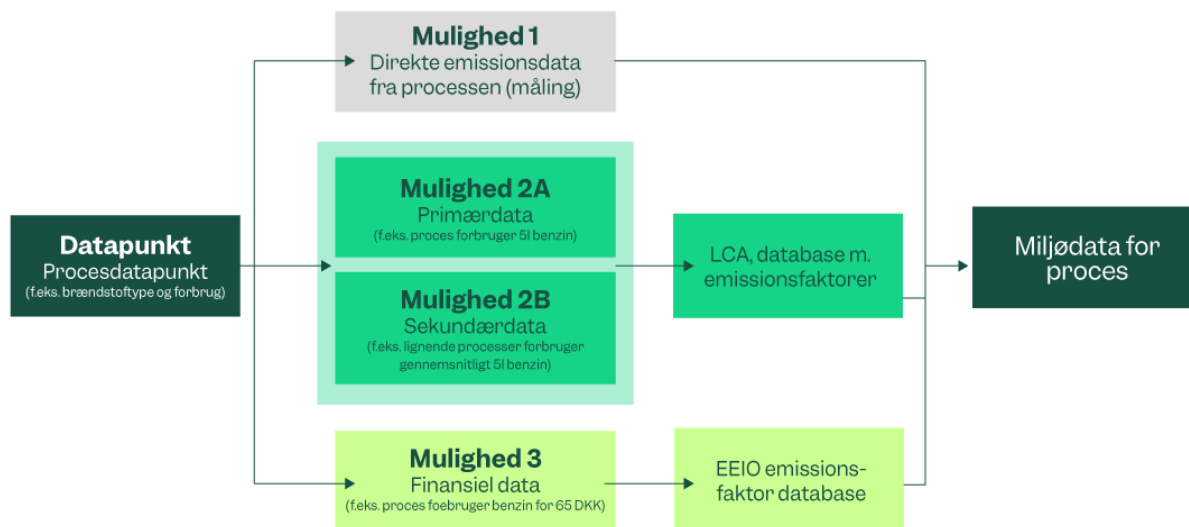 Mulighed 1
Direkte emissionsdata
fra processen (måling)
Datapunkt
Procesdatapunkt
(f.eks. brændstoftype og forbrug)
Mulighed 2A
Primærdata
(f.eks. proces forbruger 5l benzin)
Mulighed 2B
Sekundærdata
(f.eks. lignende processer forbruger
gennemsnitligt 5l benzin)
LCA, database m.
emissionsfaktorer
Miljødata for
proces
Mulighed 3
Finansiel data
(f.eks. proces foebruger benzin for 65 DKK)
EEIO emissions-
faktor database